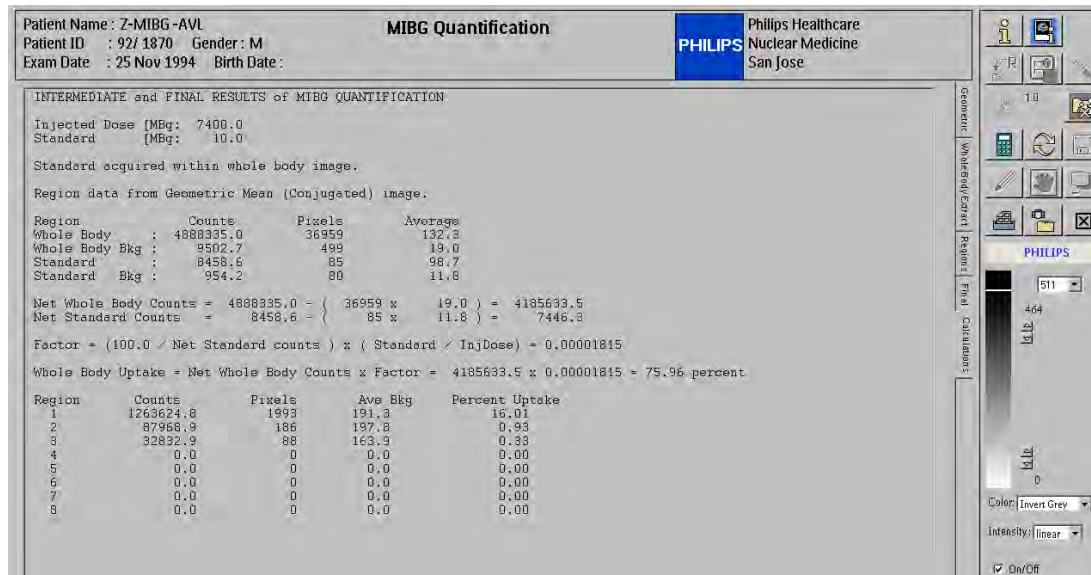 Patient Name : Z-MIBG-AVL
Patient ID : 92/ 1870 Gender : M
Exam Date : 25 Nov 1994 Birth Date :
MIBG Quantification
PHILIPS
Philips Healthcare
Nuclear Medicine
San Jose
INTERMEDIATE and FINAL RESULTS of MIBG QUANTIFICATION
Injected Dose [MBq: 7400.0
Standard [MBq: 10.0
Standard acquired within whole body image.
Region data from Geometric Mean (Conjugated) image.
Region Counts Pixels Average
Whole Body : 4888335.0 36959 132.3
Whole Body Bkg : 9502.7 499 19.0
Standard : 8458.6 85 98.7
Standard Bkg : 954.2 80 11.8
Net Whole Body Counts = 4888335.0 - ( 36959 x 19.0 ) = 4185633.5
Net Standard Counts = 8458.6 - ( 85 x 11.8 ) = 7446.3
Factor = (100.0 / Net Standard counts ) x ( Standard / InjDose) = 0.00001815
Whole Body Uptake = Net Whole Body Counts x Factor = 4185633.5 x 0.00001815 = 75.96 percent
Region Counts Pixels Ave Bkg Percent Uptake
1 1263624.8 1993 191.3 16.01
2 87968.9 186 197.8 0.93
3 32832.9 88 163.9 0.33
4 0.0 0 0.0 0.00
5 0.0 0 0.0 0.00
6 0.0 0 0.0 0.00
7 0.0 0 0.0 0.00
8 0.0 0 0.0 0.00
Geometric
WholeBodyExtract
Regions
Final Calculations
R
1.0
PHILIPS
511
464
0
Color: Invert Grey
Intensity: linear
On/Off